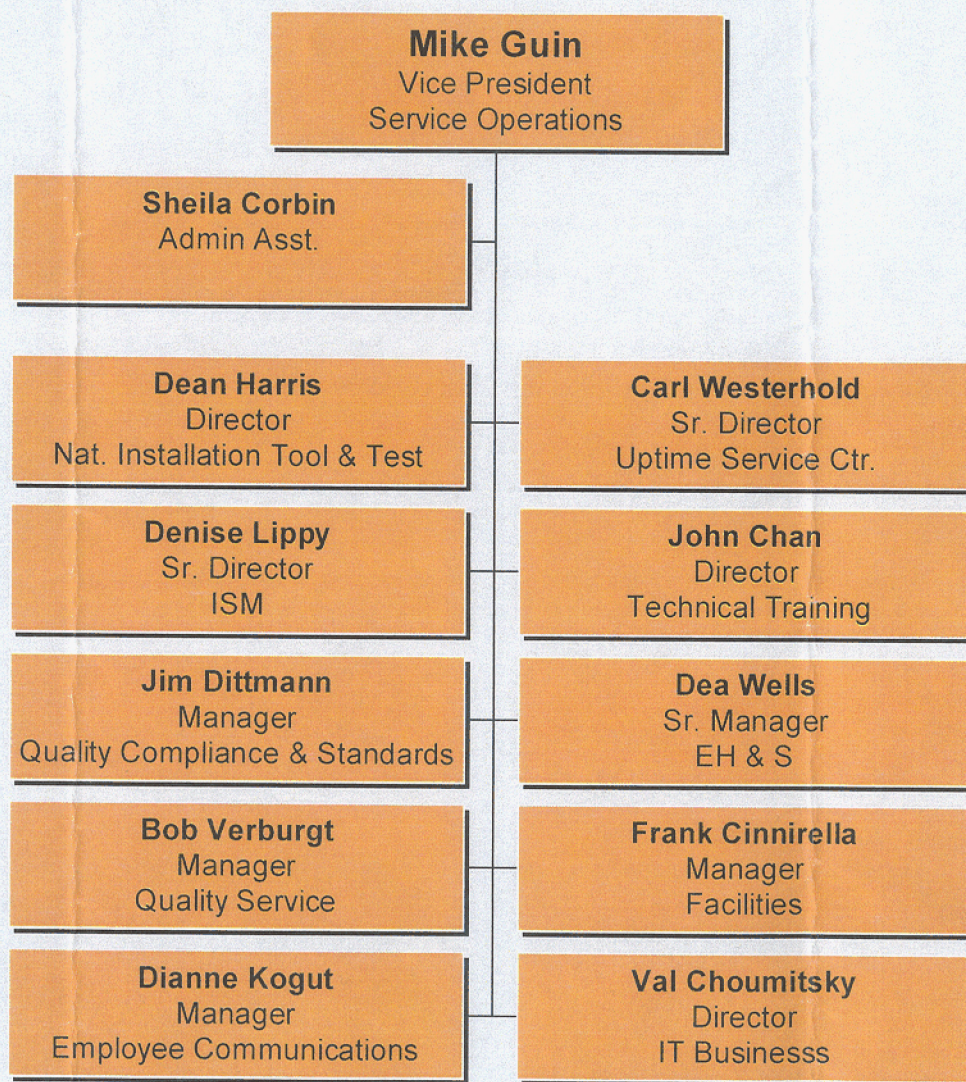 Mike Guin
Vice President
Service Operations
Sheila Corbin
Admin Asst.
Dean Harris
Director
Nat. Installation Tool & Test
Carl Westerhold
Sr. Director
Uptime Service Ctr.
Denise Lippy
Sr. Director
ISM
John Chan
Director
Technical Training
Jim Dittmann
Manager
Quality Compliance & Standards
Dea Wells
Sr. Manager
EH & S
Bob Verburgt
Manager
Quality Service
Frank Cinnirella
Manager
Facilities
Dianne Kogut
Manager
Employee Communications
Val Choumitsky
Director
IT Businesss